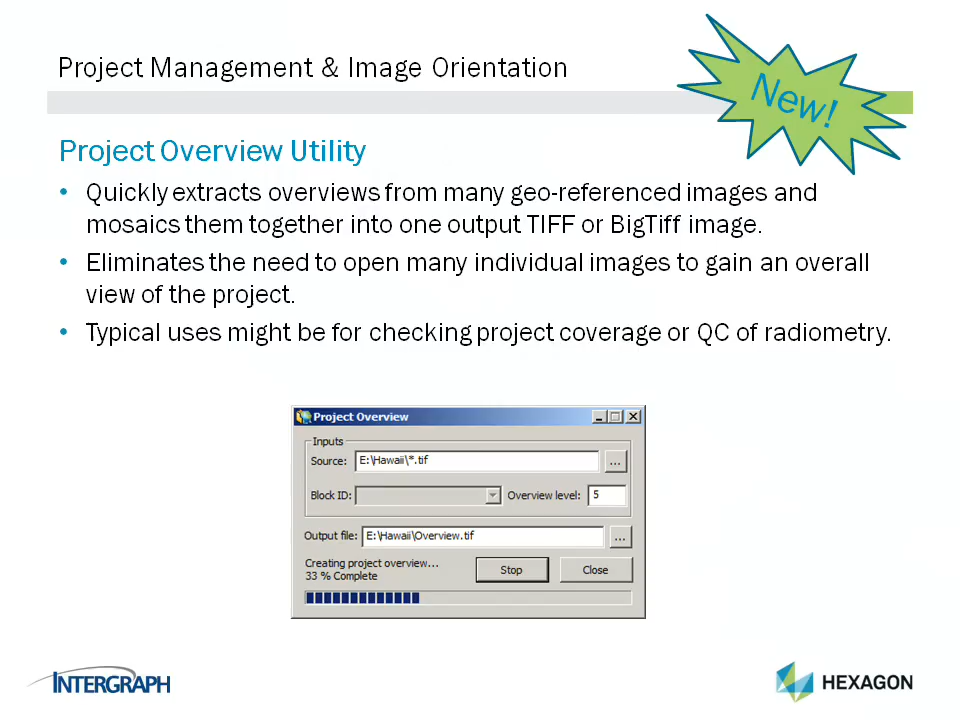 Project Management & Image Orientation
New!
Project Overview Utility
• Quickly extracts overviews from many geo-referenced images and
mosaics them together into one output TIFF or BigTiff image.
• Eliminates the need to open many individual images to gain an overall
view of the project.
• Typical uses might be for checking project coverage or QC of radiometry.
Project Overview
Inputs
Source: E:\Hawaii\*.tif ...
Block ID: Overview level: 5
Output file: E:\Hawaii\Overview.tif ...
Creating project overview...
33 % Complete
Stop Close
INTERGRAPH
HEXAGON